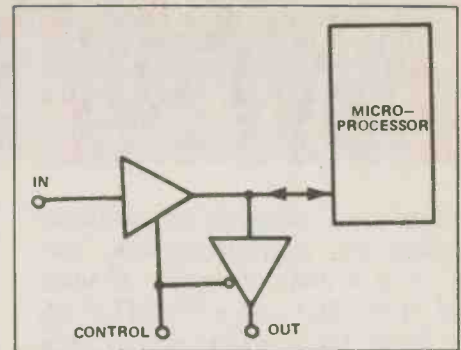 MICRO-
PROCESSOR
IN
CONTROL
OUT